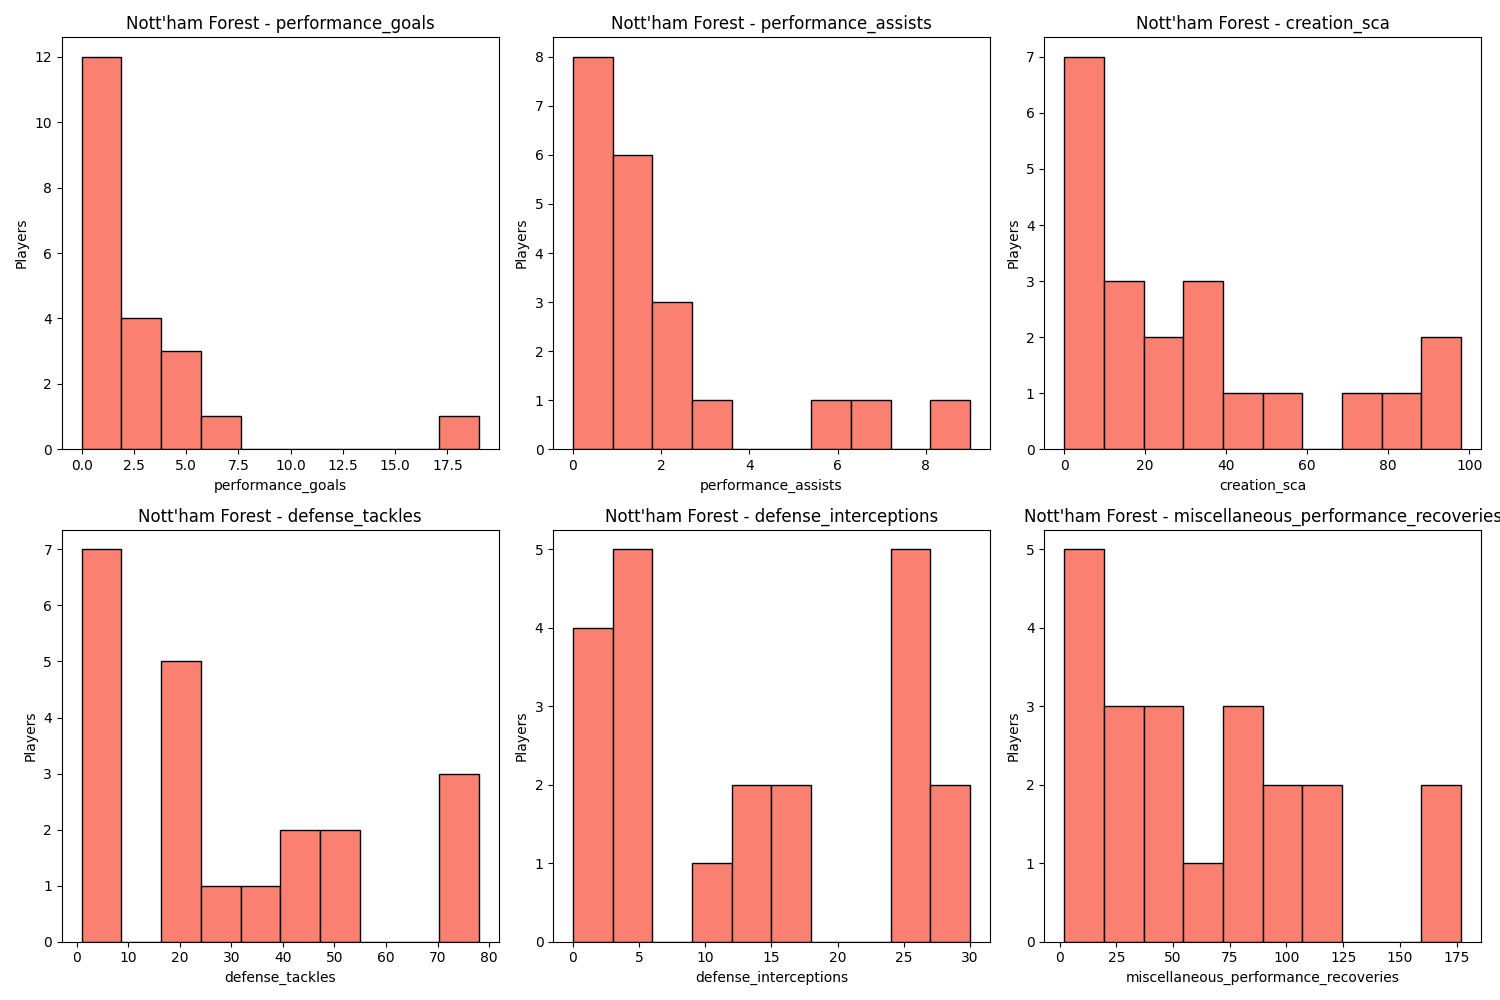 Nott'ham Forest - performance_goals
Players
12
10
8
6
4
2
0
0.0 2.5 5.0 7.5 10.0 12.5 15.0 17.5
performance_goals
Nott'ham Forest - performance_assists
Players
8
7
6
5
4
3
2
1
0
0 2 4 6 8
performance_assists
Nott'ham Forest - creation_sca
Players
7
6
5
4
3
2
1
0
0 20 40 60 80 100
creation_sca
Nott'ham Forest - defense_tackles
Players
7
6
5
4
3
2
1
0
0 10 20 30 40 50 60 70 80
defense_tackles
Nott'ham Forest - defense_interceptions
Players
5
4
3
2
1
0
0 5 10 15 20 25 30
defense_interceptions
Nott'ham Forest - miscellaneous_performance_recoveries
Players
5
4
3
2
1
0
0 25 50 75 100 125 150 175
miscellaneous_performance_recoveries